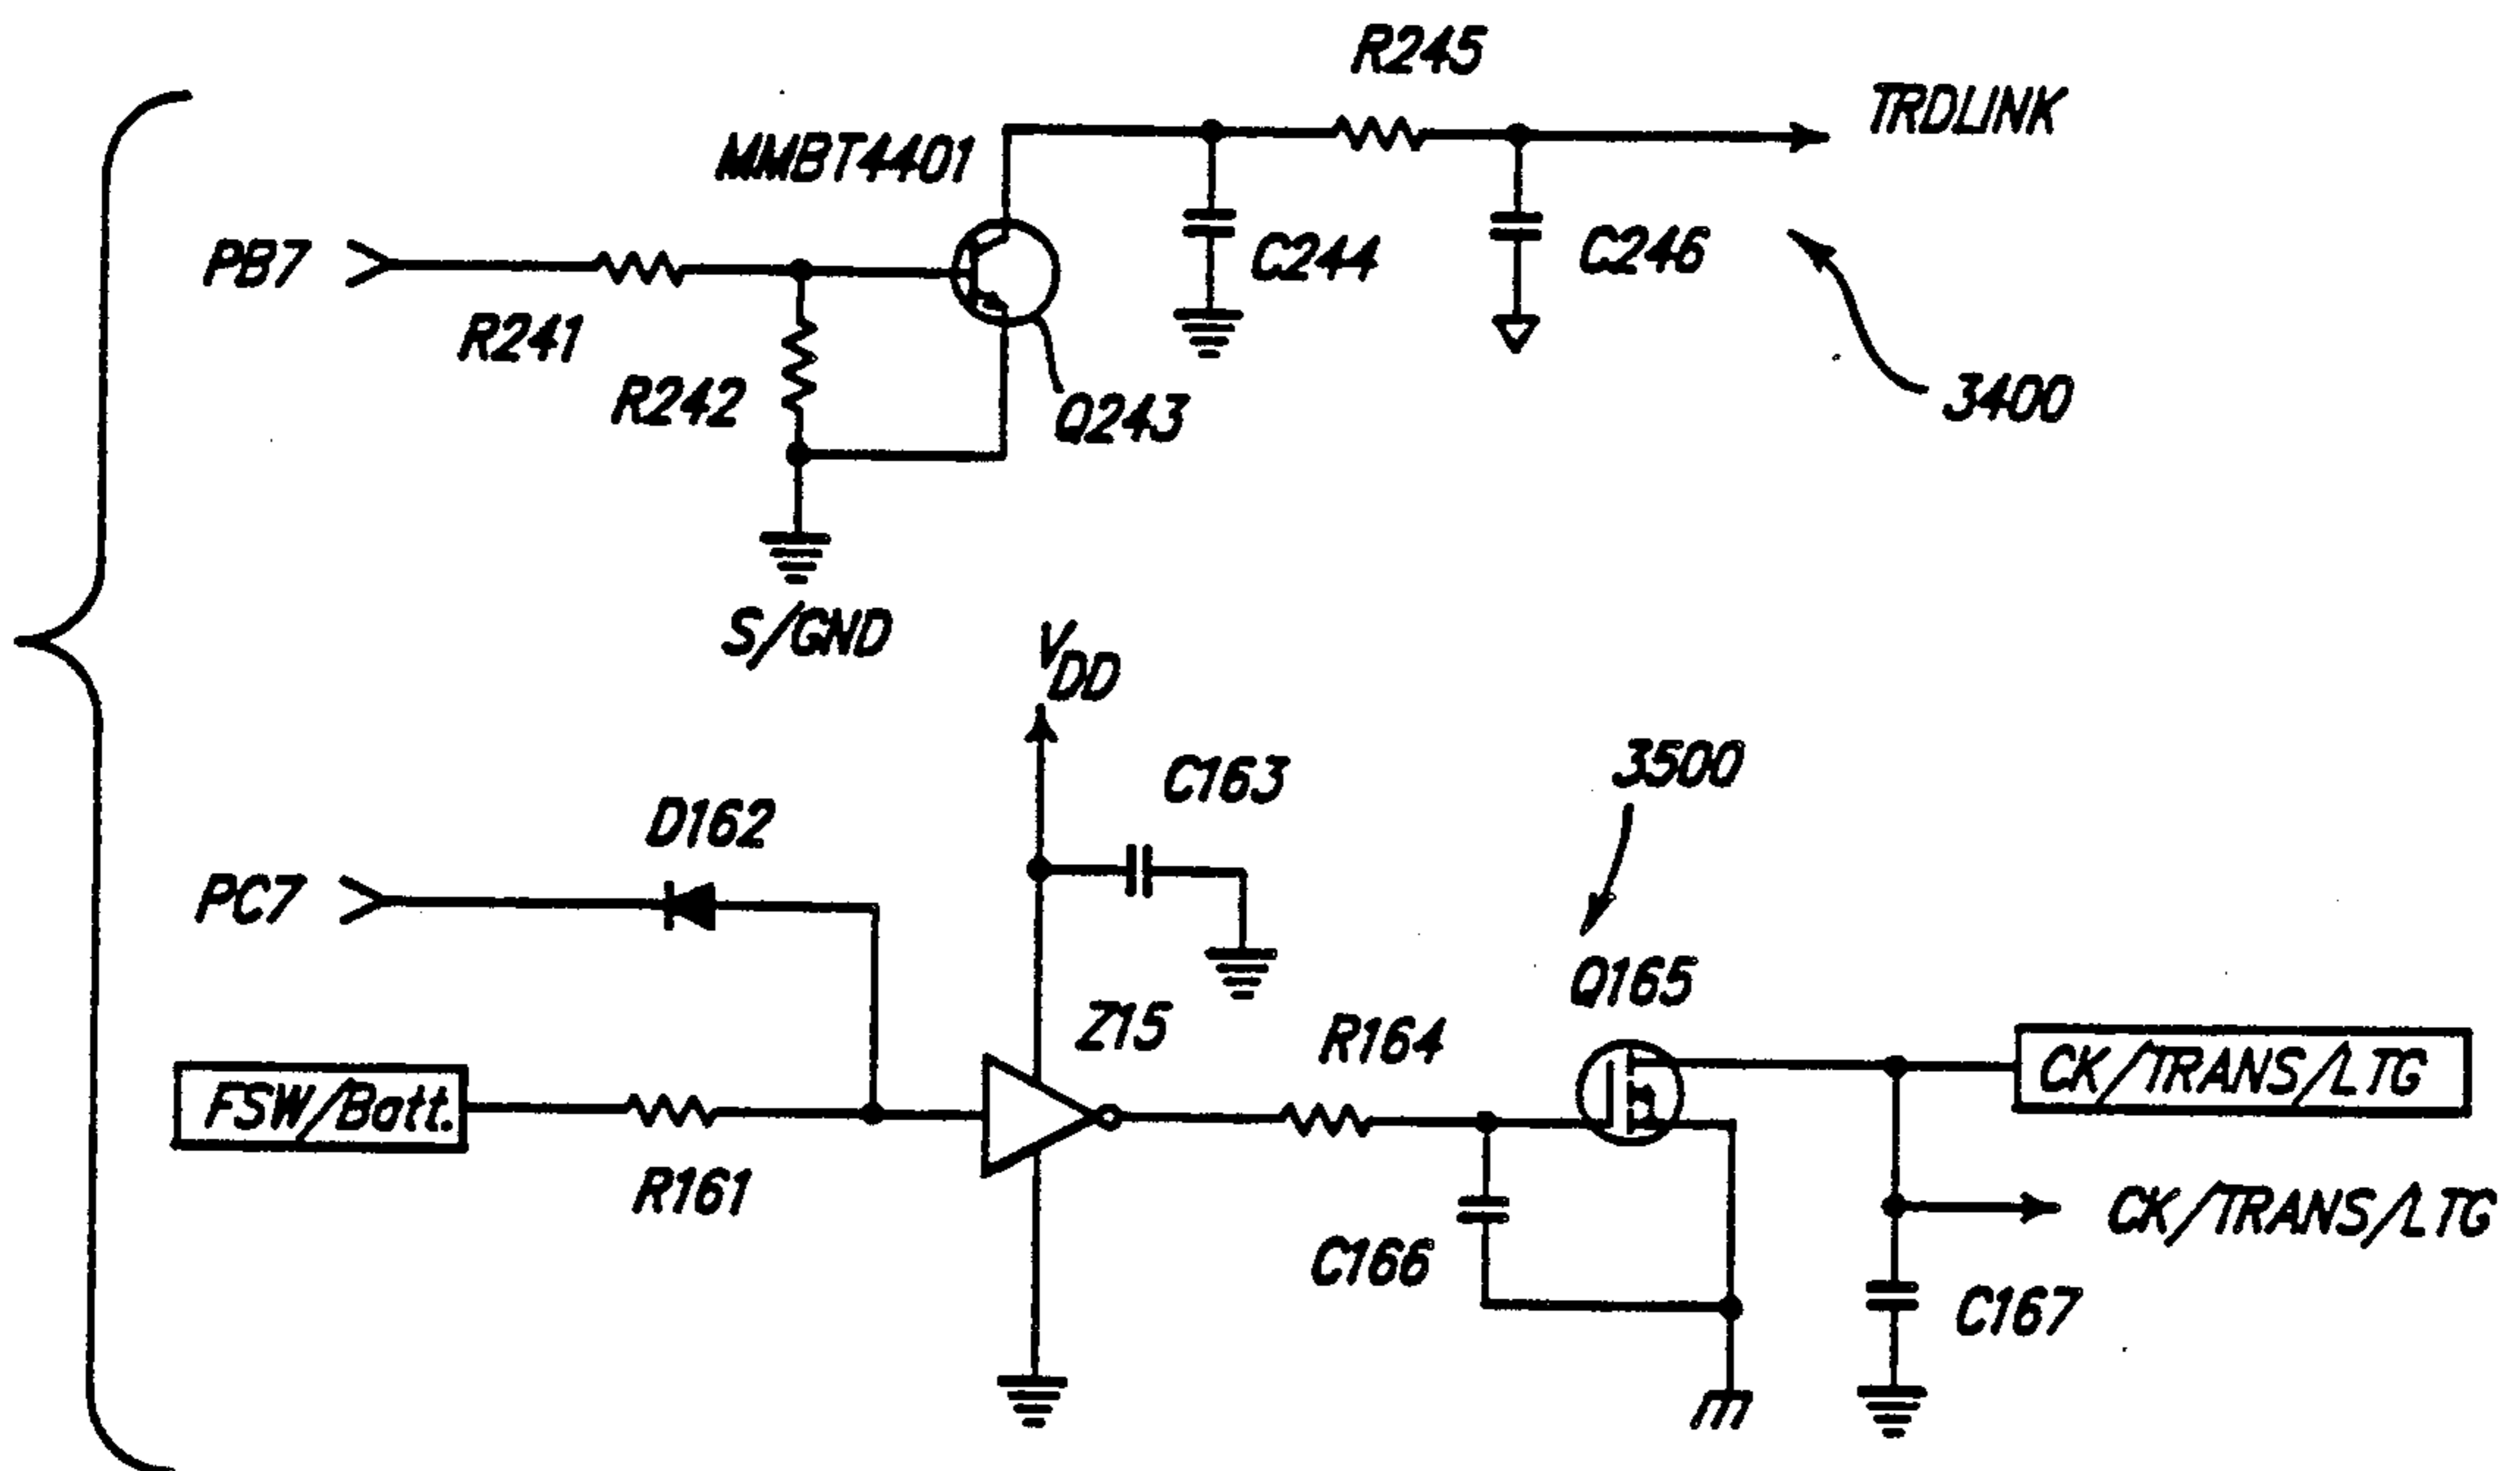 R245
TRDLINK
MMBT4401
PB7
C244
C246
R241
R242
Q243
3400
S/GND
VDD
C163
3500
D162
PC7
Q165
Z15
R164
FSW/Batt.
CK/TRANS/LTG
R161
CK/TRANS/LTG
C166
C167